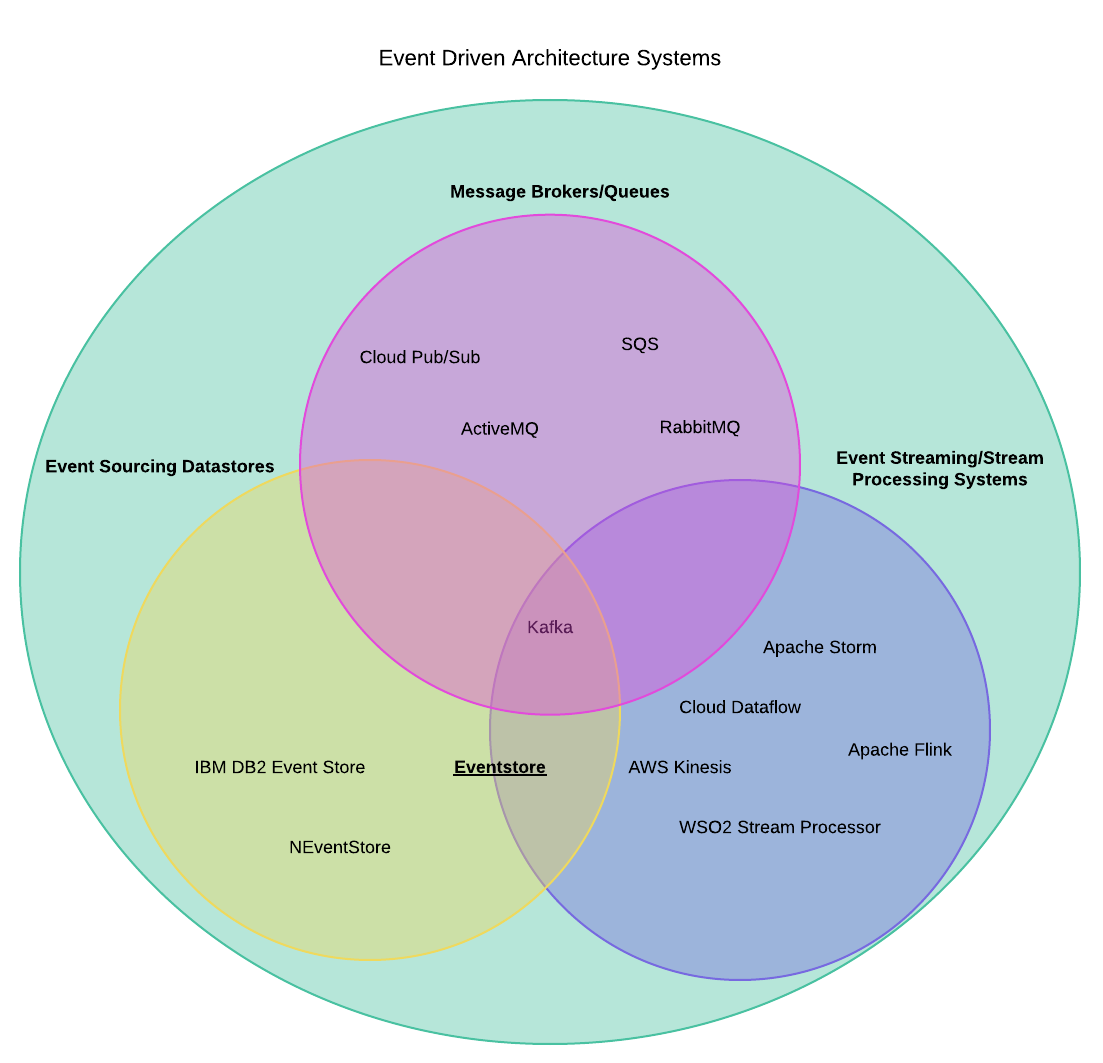 Event Driven Architecture Systems
Message Brokers/Queues
SQS
Cloud Pub/Sub
ActiveMQ
RabbitMQ
Event Sourcing Datastores
Event Streaming/Stream
Processing Systems
Kafka
Apache Storm
Cloud Dataflow
Apache Flink
IBM DB2 Event Store
Eventstore
AWS Kinesis
WSO2 Stream Processor
NEventStore